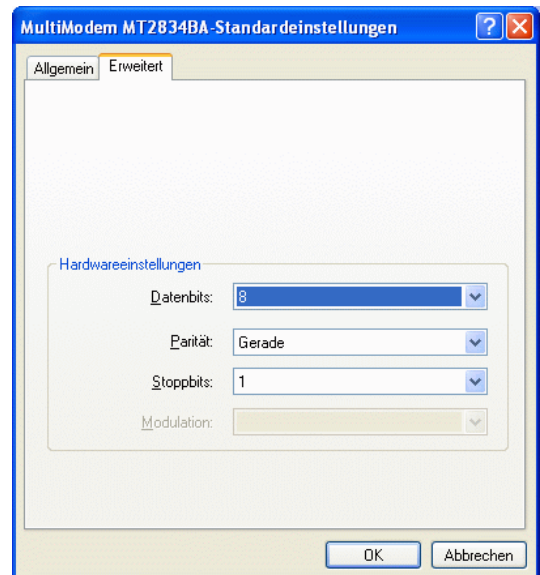 MultiModem MT2834BA-Standardeinstellungen
Allgemein Erweitert
Hardwareeinstellungen
Datenbits: 8
Parität: Gerade
Stoppbits: 1
Modulation:
OK Abbrechen